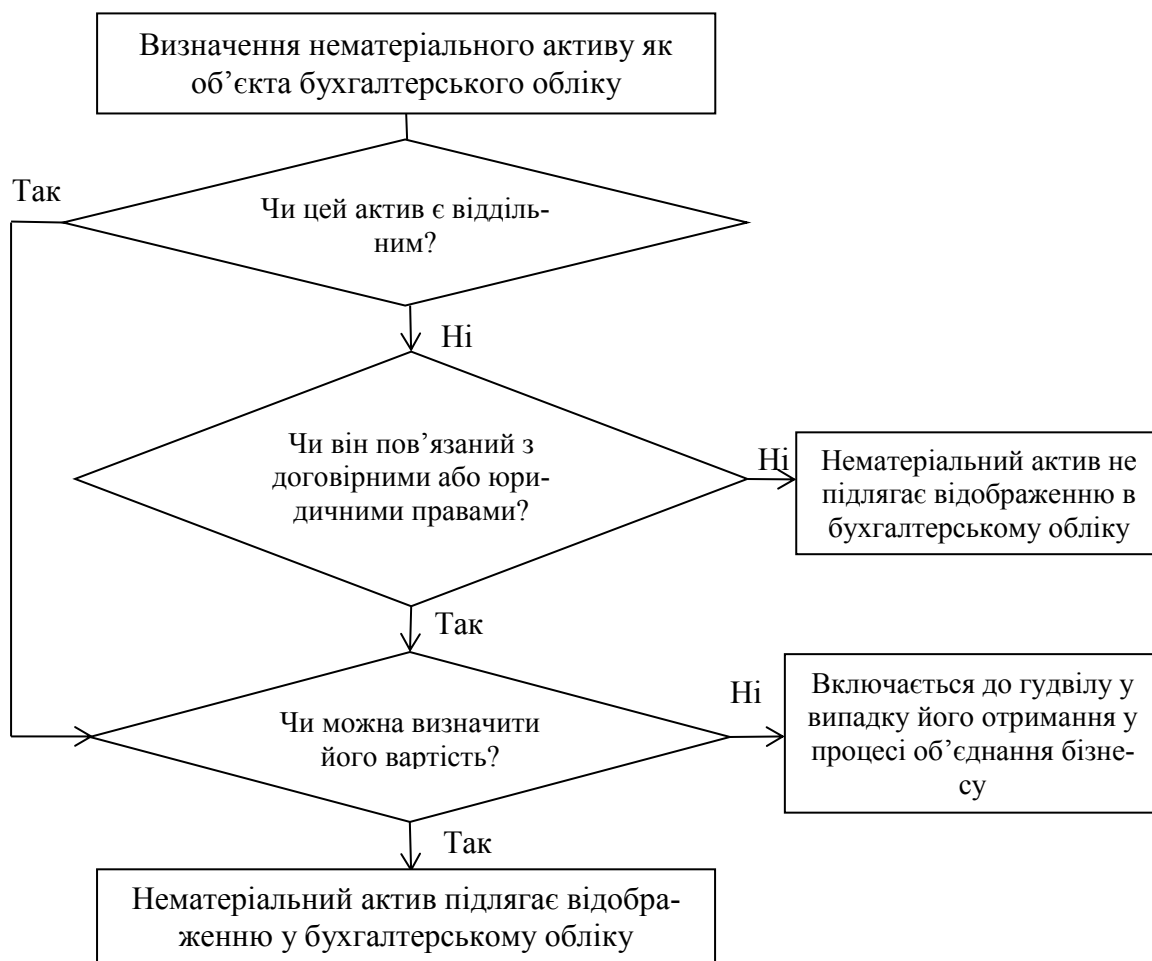 Визначення нематеріального активу як
об’єкта бухгалтерського обліку
Так
Чи цей актив є відділь-
ним?
Ні
Чи він пов’язаний з
договірними або юри-
дичними правами?
Ні
Нематеріальний актив не
підлягає відображенню в
бухгалтерському обліку
Так
Чи можна визначити
його вартість?
Ні
Включається до гудвілу у
випадку його отримання у
процесі об’єднання бізне-
су
Так
Нематеріальний актив підлягає відобра-
женню у бухгалтерському обліку